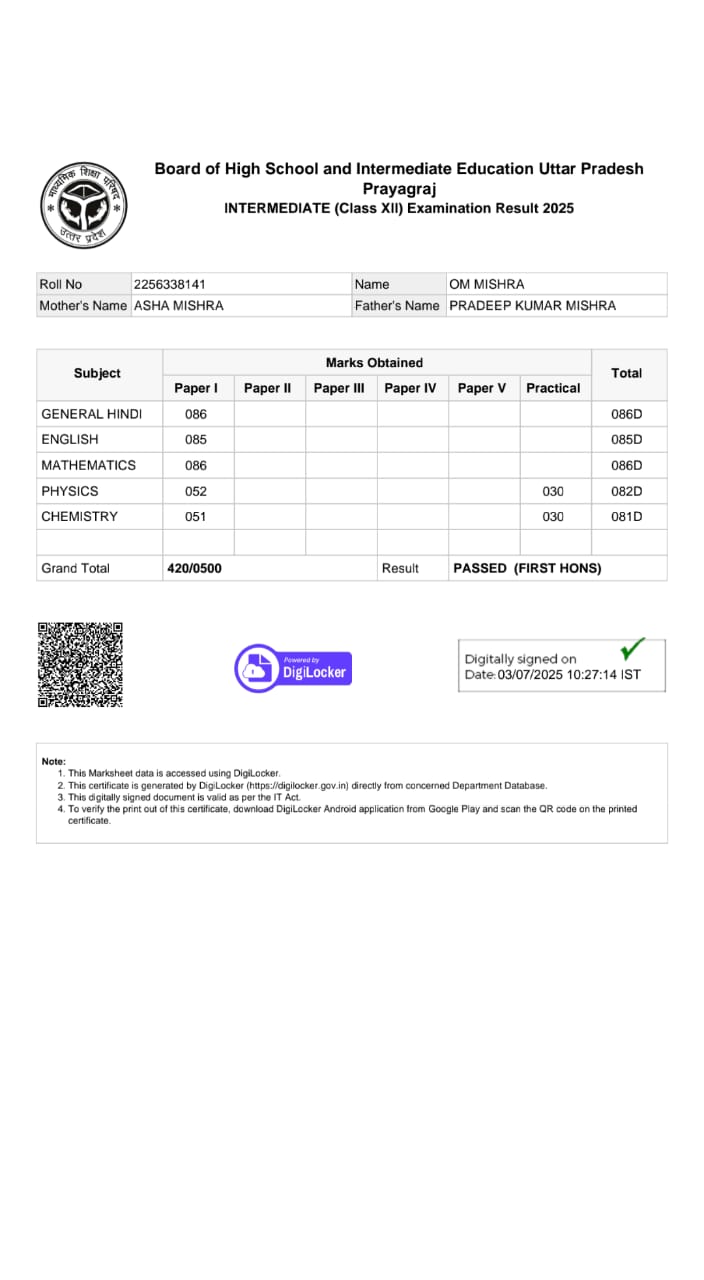 माध्यमिक शिक्षा परिषद
उत्तर प्रदेश
Board of High School and Intermediate Education Uttar Pradesh
Prayagraj
INTERMEDIATE (Class XII) Examination Result 2025
Roll No 2256338141 Name OM MISHRA
Mother's Name ASHA MISHRA Father's Name PRADEEP KUMAR MISHRA
Subject Marks Obtained Total
Paper I Paper II Paper III Paper IV Paper V Practical
GENERAL HINDI 086 086D
ENGLISH 085 085D
MATHEMATICS 086 086D
PHYSICS 052 030 082D
CHEMISTRY 051 030 081D
Grand Total 420/0500 Result PASSED (FIRST HONS)
Powered by
DigiLocker
Digitally signed on
Date:03/07/2025 10:27:14 IST
Note:
1. This Marksheet data is accessed using DigiLocker.
2. This certificate is generated by DigiLocker (https://digilocker.gov.in) directly from concerned Department Database.
3. This digitally signed document is valid as per the IT Act.
4. To verify the print out of this certificate, download DigiLocker Android application from Google Play and scan the QR code on the printed
certificate.